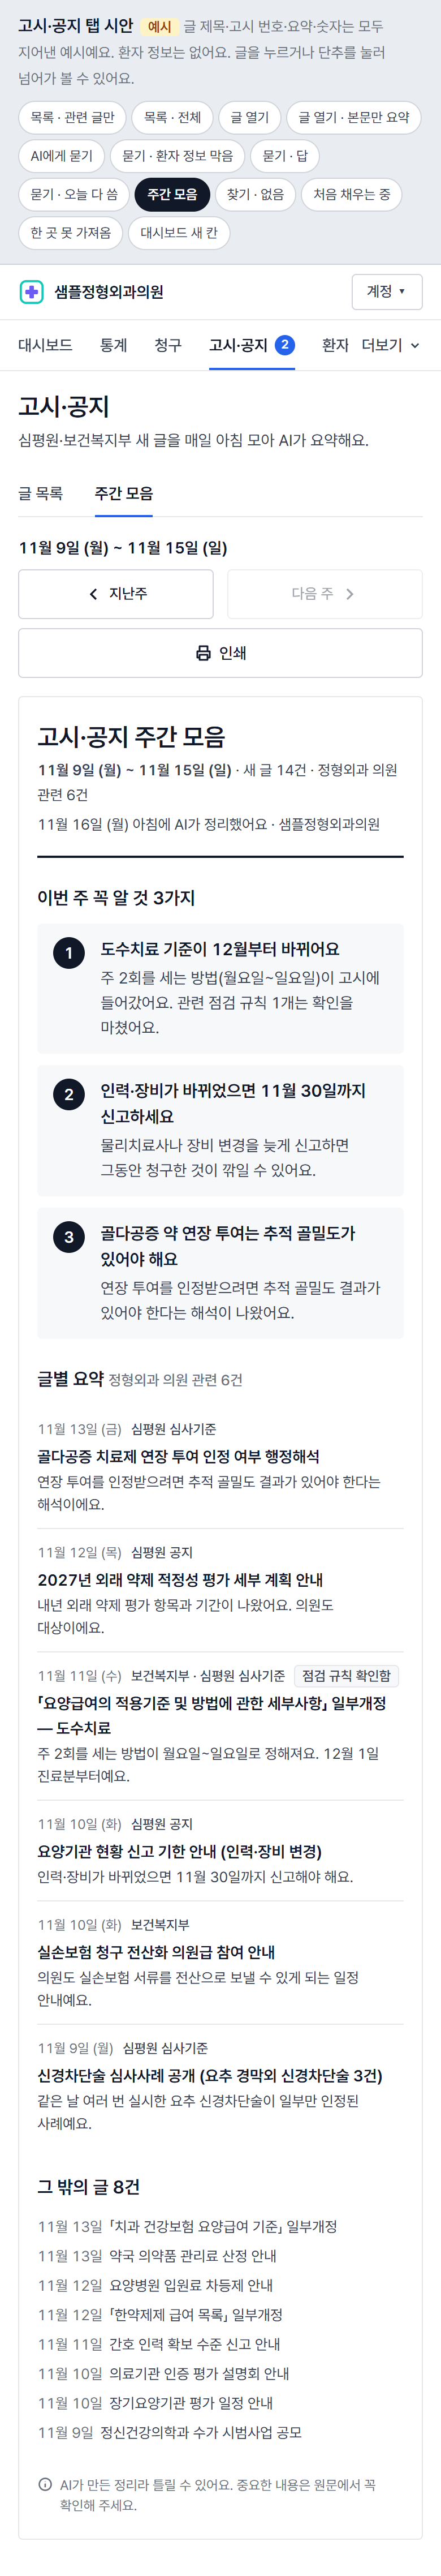 고시·공지 탭 시안 예시 글 제목·고시 번호·예약·숫자는 모두
지어낸 예시예요. 환자 정보는 없어요. 글을 누르거나 단추를 눌러
넘어가 볼 수 있어요.
목록 · 관련 글만 목록 · 전체 글 열기 글 열기 · 본문만 요약
AI에게 묻기 묻기 · 환자 정보 막음 묻기 · 답
묻기 · 오늘 다 씀 주간 모음 찾기 · 없음 처음 채우는 중
한 곳 못 가져옴 대시보드 새 칸
샘플정형외과의원 계정 ▼
대시보드 통계 청구 고시·공지 2 환자 더보기
고시·공지
심평원·보건복지부 새 글을 매일 아침 모아 AI가 요약해요.
글 목록 주간 모음
11월 9일 (월) ~ 11월 15일 (일)
지난주 다음 주
인쇄
고시·공지 주간 모음
11월 9일 (월) ~ 11월 15일 (일) · 새 글 14건 · 정형외과 의원
관련 6건
11월 16일 (월) 아침에 AI가 정리했어요 · 샘플정형외과의원
이번 주 꼭 알 것 3가지
1 도수치료 기준이 12월부터 바뀌어요
주 2회를 세는 방법(월요일~일요일)이 고시에
들어갔어요. 관련 점검 규칙 1개는 확인을
마쳤어요.
2 인력·장비가 바뀌었으면 11월 30일까지
신고하세요
물리치료사나 장비 변경을 늦게 신고하면
그동안 청구한 것이 깎일 수 있어요.
3 골다공증 약 연장 투여는 추적 골밀도가
있어야 해요
연장 투여를 인정받으려면 추적 골밀도 결과가
있어야 한다는 해석이 나왔어요.
글별 요약 정형외과 의원 관련 6건
11월 13일 (금) 심평원 심사기준
골다공증 치료제 연장 투여 인정 여부 행정해석
연장 투여를 인정받으려면 추적 골밀도 결과가 있어야 한다는
해석이에요.
11월 12일 (목) 심평원 공지
2027년 외래 약제 적정성 평가 세부 계획 안내
내년 외래 약제 평가 항목과 기간이 나왔어요. 의원도
대상이에요.
11월 11일 (수) 보건복지부 · 심평원 심사기준 점검 규칙 확인함
「요양급여의 적용기준 및 방법에 관한 세부사항」 일부개정
— 도수치료
주 2회를 세는 방법이 월요일~일요일로 정해져요. 12월 1일
진료분부터예요.
11월 10일 (화) 심평원 공지
요양기관 현황 신고 기한 안내 (인력·장비 변경)
인력·장비가 바뀌었으면 11월 30일까지 신고해야 해요.
11월 10일 (화) 보건복지부
실손보험 청구 전산화 의원급 참여 안내
의원도 실손보험 서류를 전산으로 보낼 수 있게 되는 일정
안내예요.
11월 9일 (월) 심평원 심사기준
신경차단술 심사사례 공개 (요추 경막외 신경차단술 3건)
같은 날 여러 번 실시한 요추 신경차단술이 일부만 인정된
사례예요.
그 밖의 글 8건
11월 13일 「치과 건강보험 요양급여 기준」 일부개정
11월 13일 약국 의약품 관리료 산정 안내
11월 12일 요양병원 입원료 차등제 안내
11월 12일 「한약제제 급여 목록」 일부개정
11월 11일 간호 인력 확보 수준 신고 안내
11월 10일 의료기관 인증 평가 설명회 안내
11월 10일 장기요양기관 평가 일정 안내
11월 9일 정신건강의학과 수가 시범사업 공모
AI가 만든 정리라 틀릴 수 있어요. 중요한 내용은 원문에서 꼭
확인해 주세요.